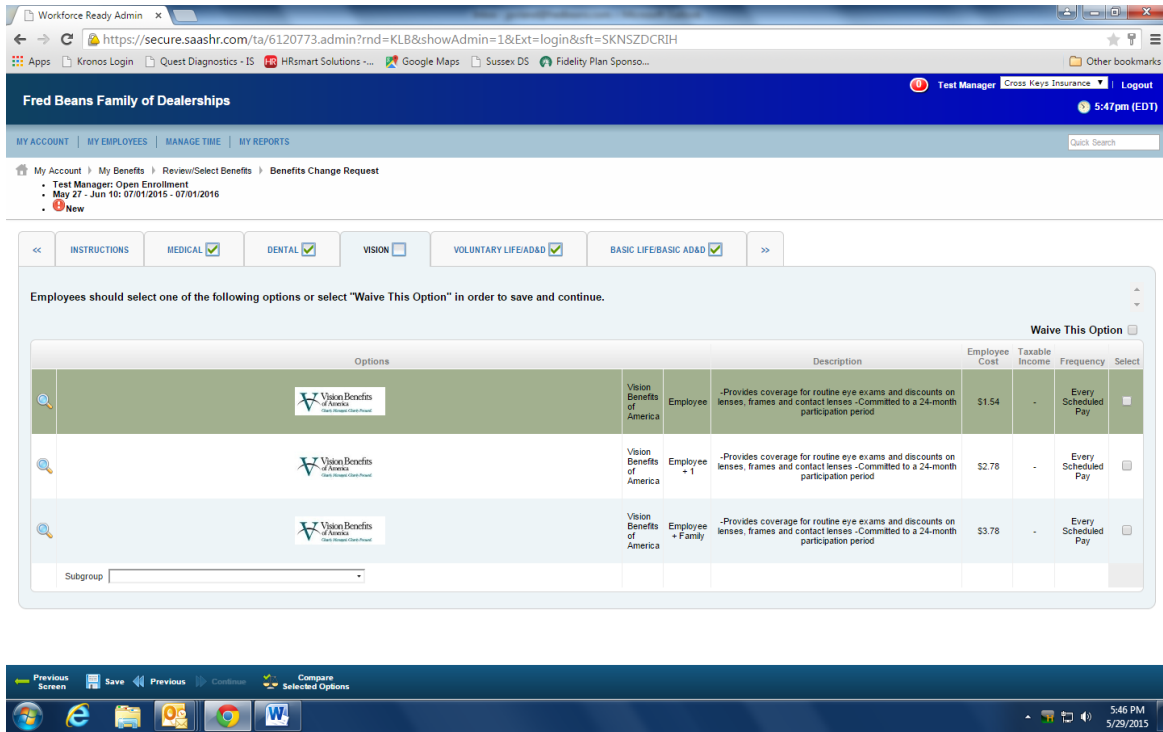 Workforce Ready Admin
https://secure.saashr.com/ta/6120773.admin?rnd=KLB&showAdmin=1&Ext=login&sft=SKNSZDCRIH
Apps Kronos Login Quest Diagnostics - IS HRsmart Solutions -... Google Maps Sussex DS Fidelity Plan Sponso... Other bookmarks
Fred Beans Family of Dealerships
0 Test Manager Cross Keys Insurance | Logout
5:47pm (EDT)
MY ACCOUNT | MY EMPLOYEES | MANAGE TIME | MY REPORTS Quick Search
My Account My Benefits Review/Select Benefits Benefits Change Request
Test Manager: Open Enrollment
May 27 - Jun 10: 07/01/2015 - 07/01/2016
New
<< INSTRUCTIONS MEDICAL DENTAL VISION VOLUNTARY LIFE/AD&D BASIC LIFE/BASIC AD&D >>
Employees should select one of the following options or select "Waive This Option" in order to save and continue.
Waive This Option
Options Description Employee Cost Taxable Income Frequency Select
Vision Benefits
of America
Vision Benefits of America
Employee
-Provides coverage for routine eye exams and discounts on
lenses, frames and contact lenses -Committed to a 24-month
participation period
$1.54 - Every Scheduled Pay
Vision Benefits
of America
Vision Benefits of America
Employee + 1
-Provides coverage for routine eye exams and discounts on
lenses, frames and contact lenses -Committed to a 24-month
participation period
$2.78 - Every Scheduled Pay
Vision Benefits
of America
Vision Benefits of America
Employee + Family
-Provides coverage for routine eye exams and discounts on
lenses, frames and contact lenses -Committed to a 24-month
participation period
$3.78 - Every Scheduled Pay
Subgroup
Previous Screen Save Previous Continue Compare Selected Options
5:46 PM
5/29/2015